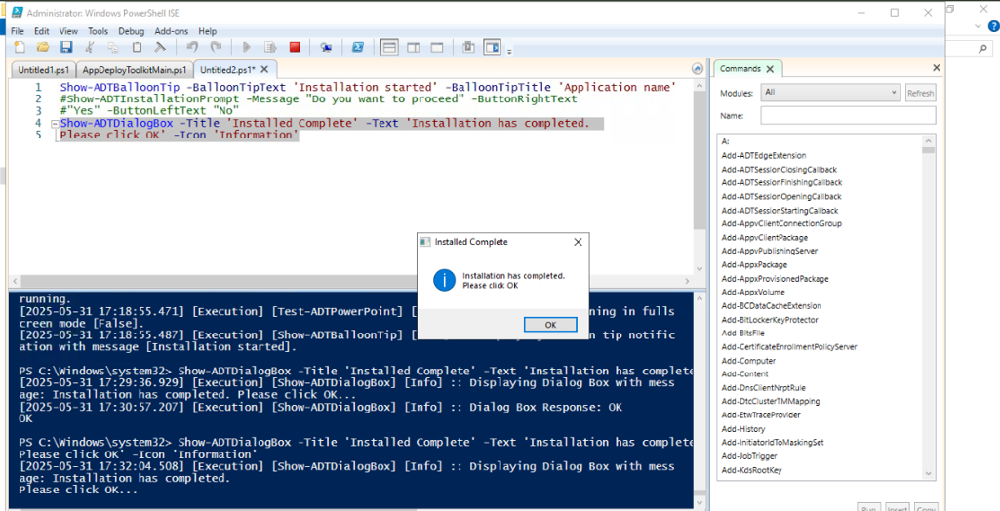 Administrator: Windows PowerShell ISE
File Edit View Tools Debug Add-ons Help
Untitled1.ps1 AppDeployToolkitMain.ps1 Untitled2.ps1* X
1 Show-ADTBalloonTip -BalloonTipText 'Installation started' -BalloonTipTitle 'Application name'
2 #Show-ADTInstallationPrompt -Message "Do you want to proceed" -ButtonRightText
3 #"Yes" -ButtonLeftText "No"
4 Show-ADTDialogBox -Title 'Installed Complete' -Text 'Installation has completed.
5 Please click OK' -Icon 'Information'
Installed Complete
Installation has completed.
Please click OK
OK
running.
[2025-05-31 17:18:55.471] [Execution] [Test-ADTPowerPoint] [ ning in fulls
creen mode [False].
[2025-05-31 17:18:55.487] [Execution] [Show-ADTBalloonTip] [ n tip notific
ation with message [Installation started].
PS C:\Windows\system32> Show-ADTDialogBox -Title 'Installed Complete' -Text 'Installation has complete
[2025-05-31 17:29:36.929] [Execution] [Show-ADTDialogBox] [Info] :: Displaying Dialog Box with mess
age: Installation has completed. Please click OK...
[2025-05-31 17:30:57.207] [Execution] [Show-ADTDialogBox] [Info] :: Dialog Box Response: OK
OK
PS C:\Windows\system32> Show-ADTDialogBox -Title 'Installed Complete' -Text 'Installation has complete
Please click OK' -Icon 'Information'
[2025-05-31 17:32:04.508] [Execution] [Show-ADTDialogBox] [Info] :: Displaying Dialog Box with mess
age: Installation has completed.
Please click OK...
Commands X
Modules: All Refresh
Name:
A:
Add-ADTEdgeExtension
Add-ADTSessionClosingCallback
Add-ADTSessionFinishingCallback
Add-ADTSessionOpeningCallback
Add-ADTSessionStartingCallback
Add-AppvClientConnectionGroup
Add-AppvClientPackage
Add-AppvPublishingServer
Add-AppxPackage
Add-AppxProvisionedPackage
Add-AppxVolume
Add-BCDataCacheExtension
Add-BitLockerKeyProtector
Add-BitsFile
Add-CertificateEnrollmentPolicyServer
Add-Computer
Add-Content
Add-DnsClientNrptRule
Add-DtcClusterTMMapping
Add-EtwTraceProvider
Add-History
Add-InitiatorIdToMaskingSet
Add-JobTrigger
Add-KdsRootKey
Run Insert Copy